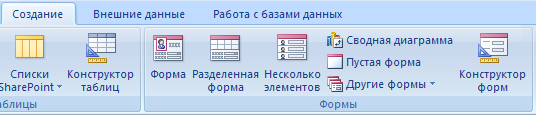 Создание Внешние данные Работа с базами данных
Списки SharePoint
Конструктор таблиц
Форма
Разделенная форма
Несколько элементов
Сводная диаграмма
Пустая форма
Другие формы
Конструктор форм
Формы